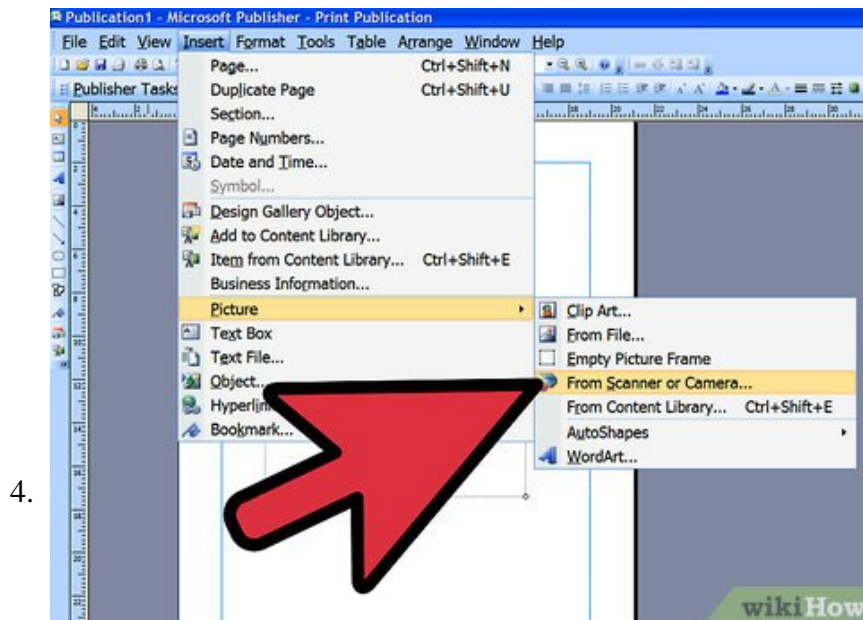 Publication1 - Microsoft Publisher - Print Publication
File Edit View Insert Format Tools Table Arrange Window Help
Publisher Tasks
Page... Ctrl+Shift+N
Duplicate Page Ctrl+Shift+U
Section...
Page Numbers...
Date and Time...
Symbol...
Design Gallery Object...
Add to Content Library...
Item from Content Library... Ctrl+Shift+E
Business Information...
Picture
Text Box
Text File...
Object...
Hyperlink
Bookmark...
Clip Art...
From File...
Empty Picture Frame
From Scanner or Camera...
From Content Library... Ctrl+Shift+E
AutoShapes
WordArt...
4.
wikiHow